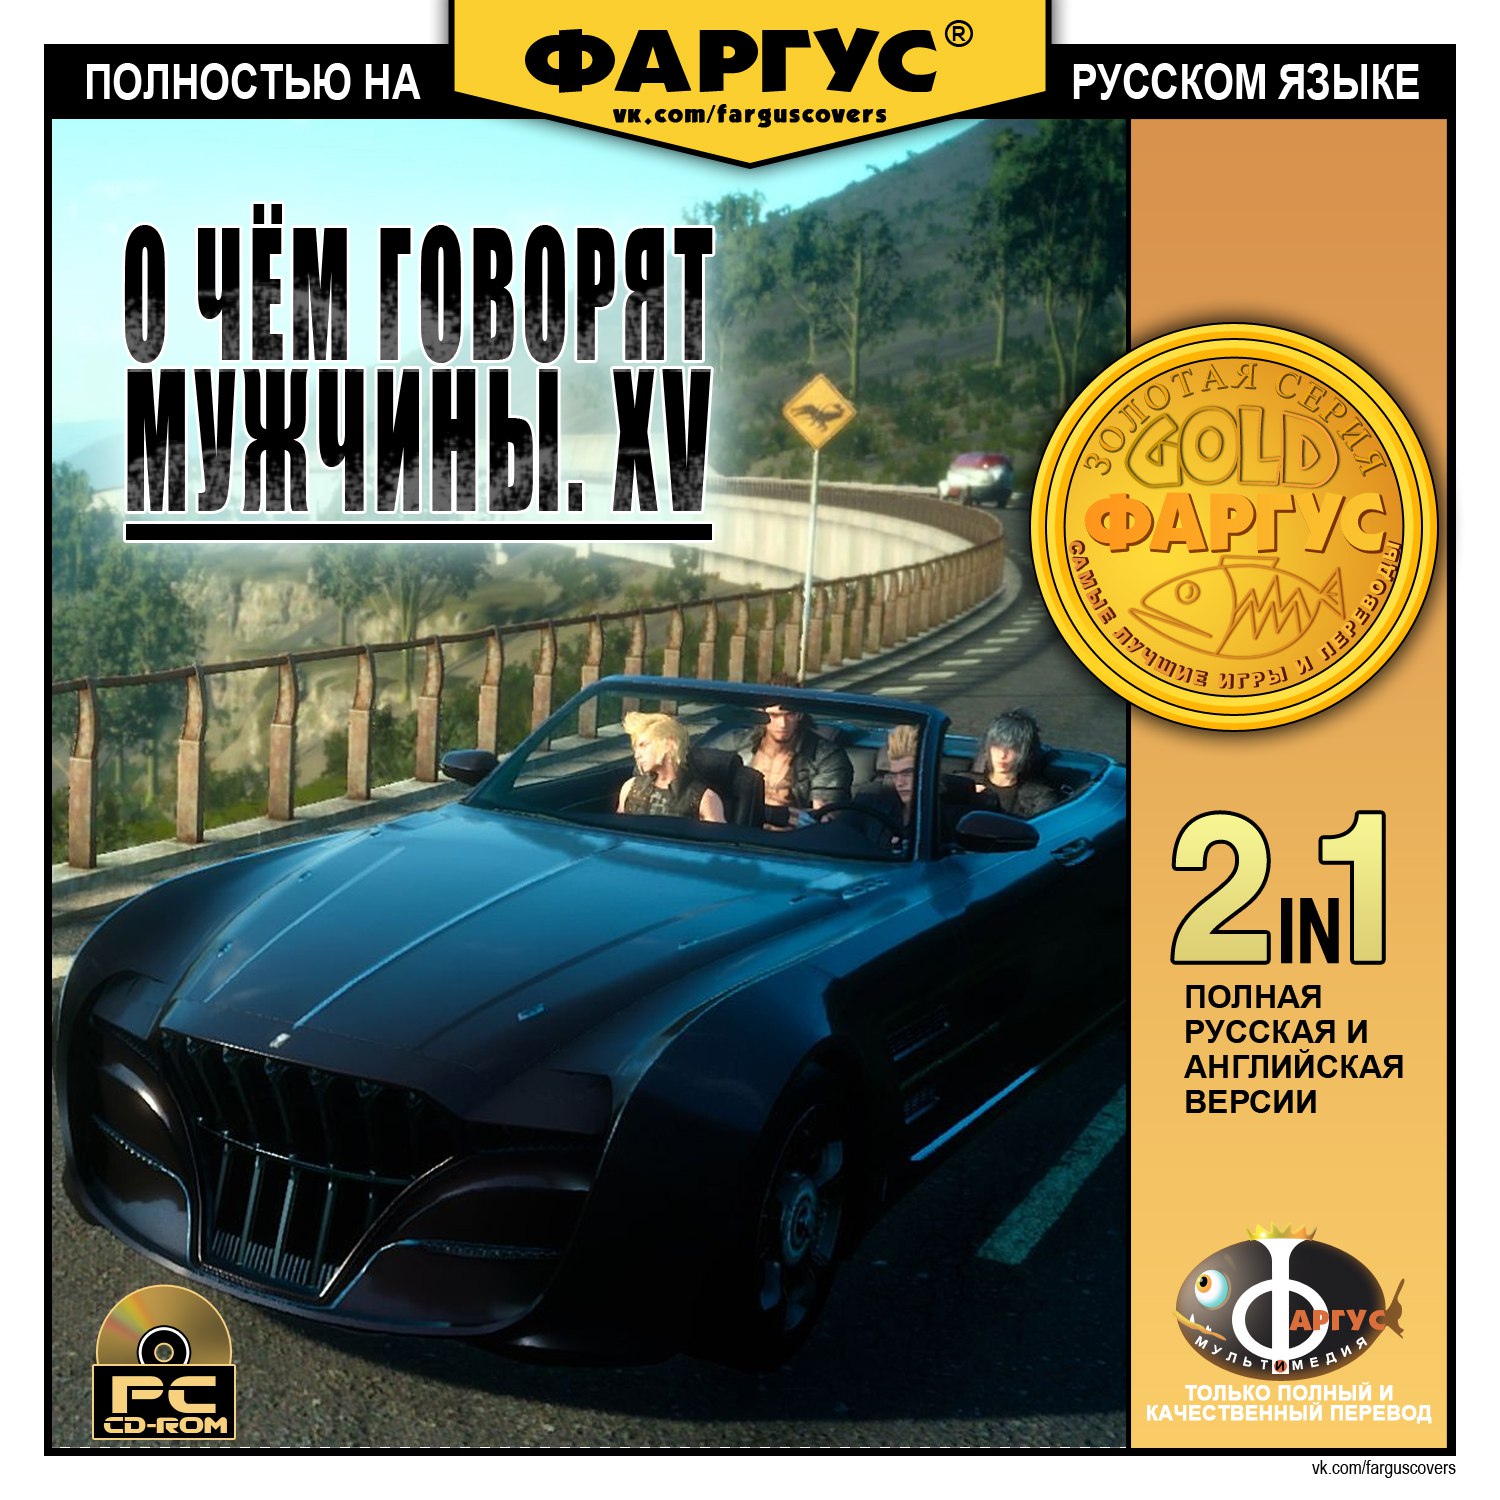 ФАРГУС®
vk.com/farguscovers
ПОЛНОСТЬЮ НА
РУССКОМ ЯЗЫКЕ
О ЧЁМ ГОВОРЯТ
МУЖЧИНЫ. XV
ЗОЛОТАЯ СЕРИЯ
GOLD
ФАРГУС
САМЫЕ ЛУЧШИЕ ИГРЫ И ПЕРЕВОДЫ
2IN1
ПОЛНАЯ
РУССКАЯ И
АНГЛИЙСКАЯ
ВЕРСИИ
ФАРГУС
МУЛЬТИМЕДИЯ
ТОЛЬКО ПОЛНЫЙ И
КАЧЕСТВЕННЫЙ ПЕРЕВОД
PC
CD-ROM
vk.com/farguscovers